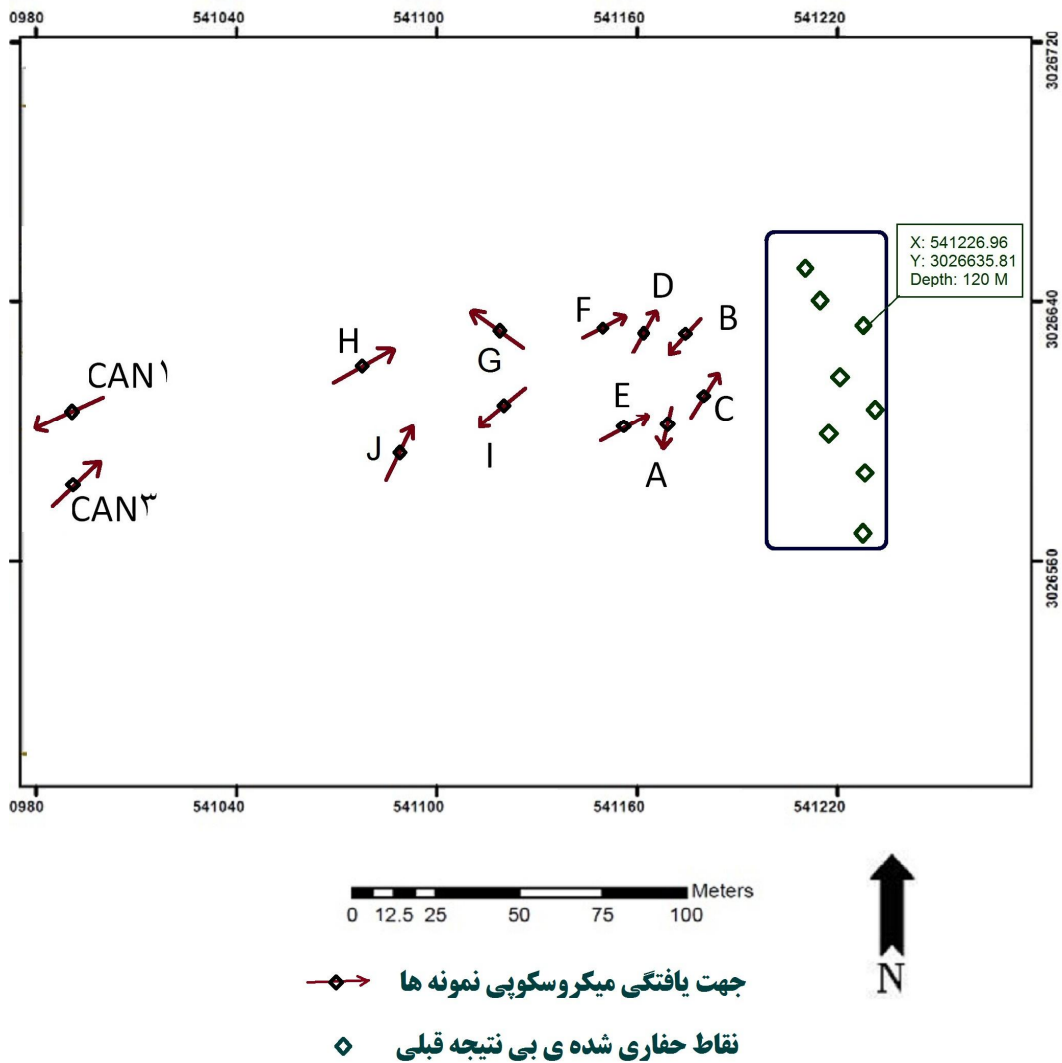 0980 541040 541100 541160 541220
3026720
X: 541226.96
Y: 3026635.81
Depth: 120 M
D
F
B
3026640
H
G
CAN۱
E
C
J
I
A
CAN۳
3026560
0980 541040 541100 541160 541220
Meters
0 12.5 25 50 75 100
N
جهت یافتگی میکروسکوپی نمونه ها
نقاط حفاری شده ی بی نتیجه قبلی